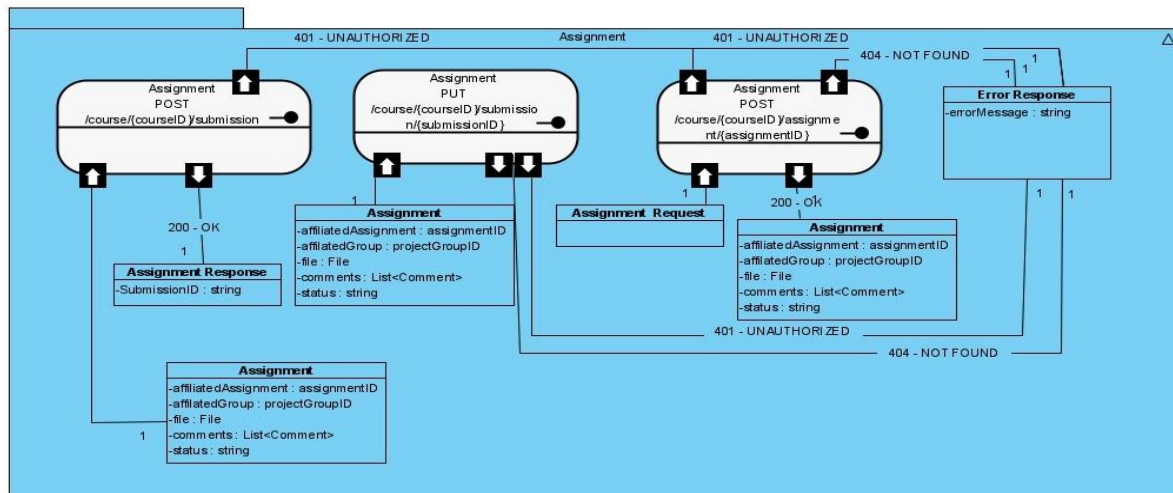 401 - UNAUTHORIZED
Assignment
401 - UNAUTHORIZED
404 - NOT FOUND
1
1
1
Assignment
POST
/course/{courseID}/submission
Assignment
PUT
/course/{courseID}/submissio
n/{submissionID}
Assignment
POST
/course/{courseID}/assignme
nt/{assignmentID}
Error Response
-errorMessage : string
200 - OK
1
Assignment Response
-SubmissionID : string
1
Assignment
-affiliatedAssignment : assignmentID
-affilatedGroup : projectGroupID
-file : File
-comments : List<Comment>
-status : string
1
Assignment Request
200 - OK
1
Assignment
-affiliatedAssignment : assignmentID
-affilatedGroup : projectGroupID
-file : File
-comments : List<Comment>
-status : string
1
1
401 - UNAUTHORIZED
404 - NOT FOUND
Assignment
-affiliatedAssignment : assignmentID
-affilatedGroup : projectGroupID
-file : File
-comments : List<Comment>
-status : string
1